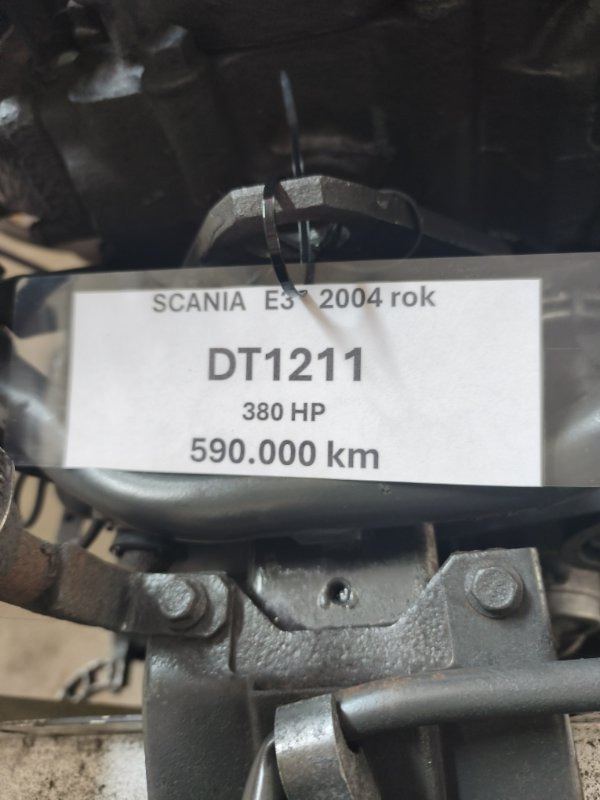 SCANIA E3 2004 rok
DT1211
380 HP
590.000 km